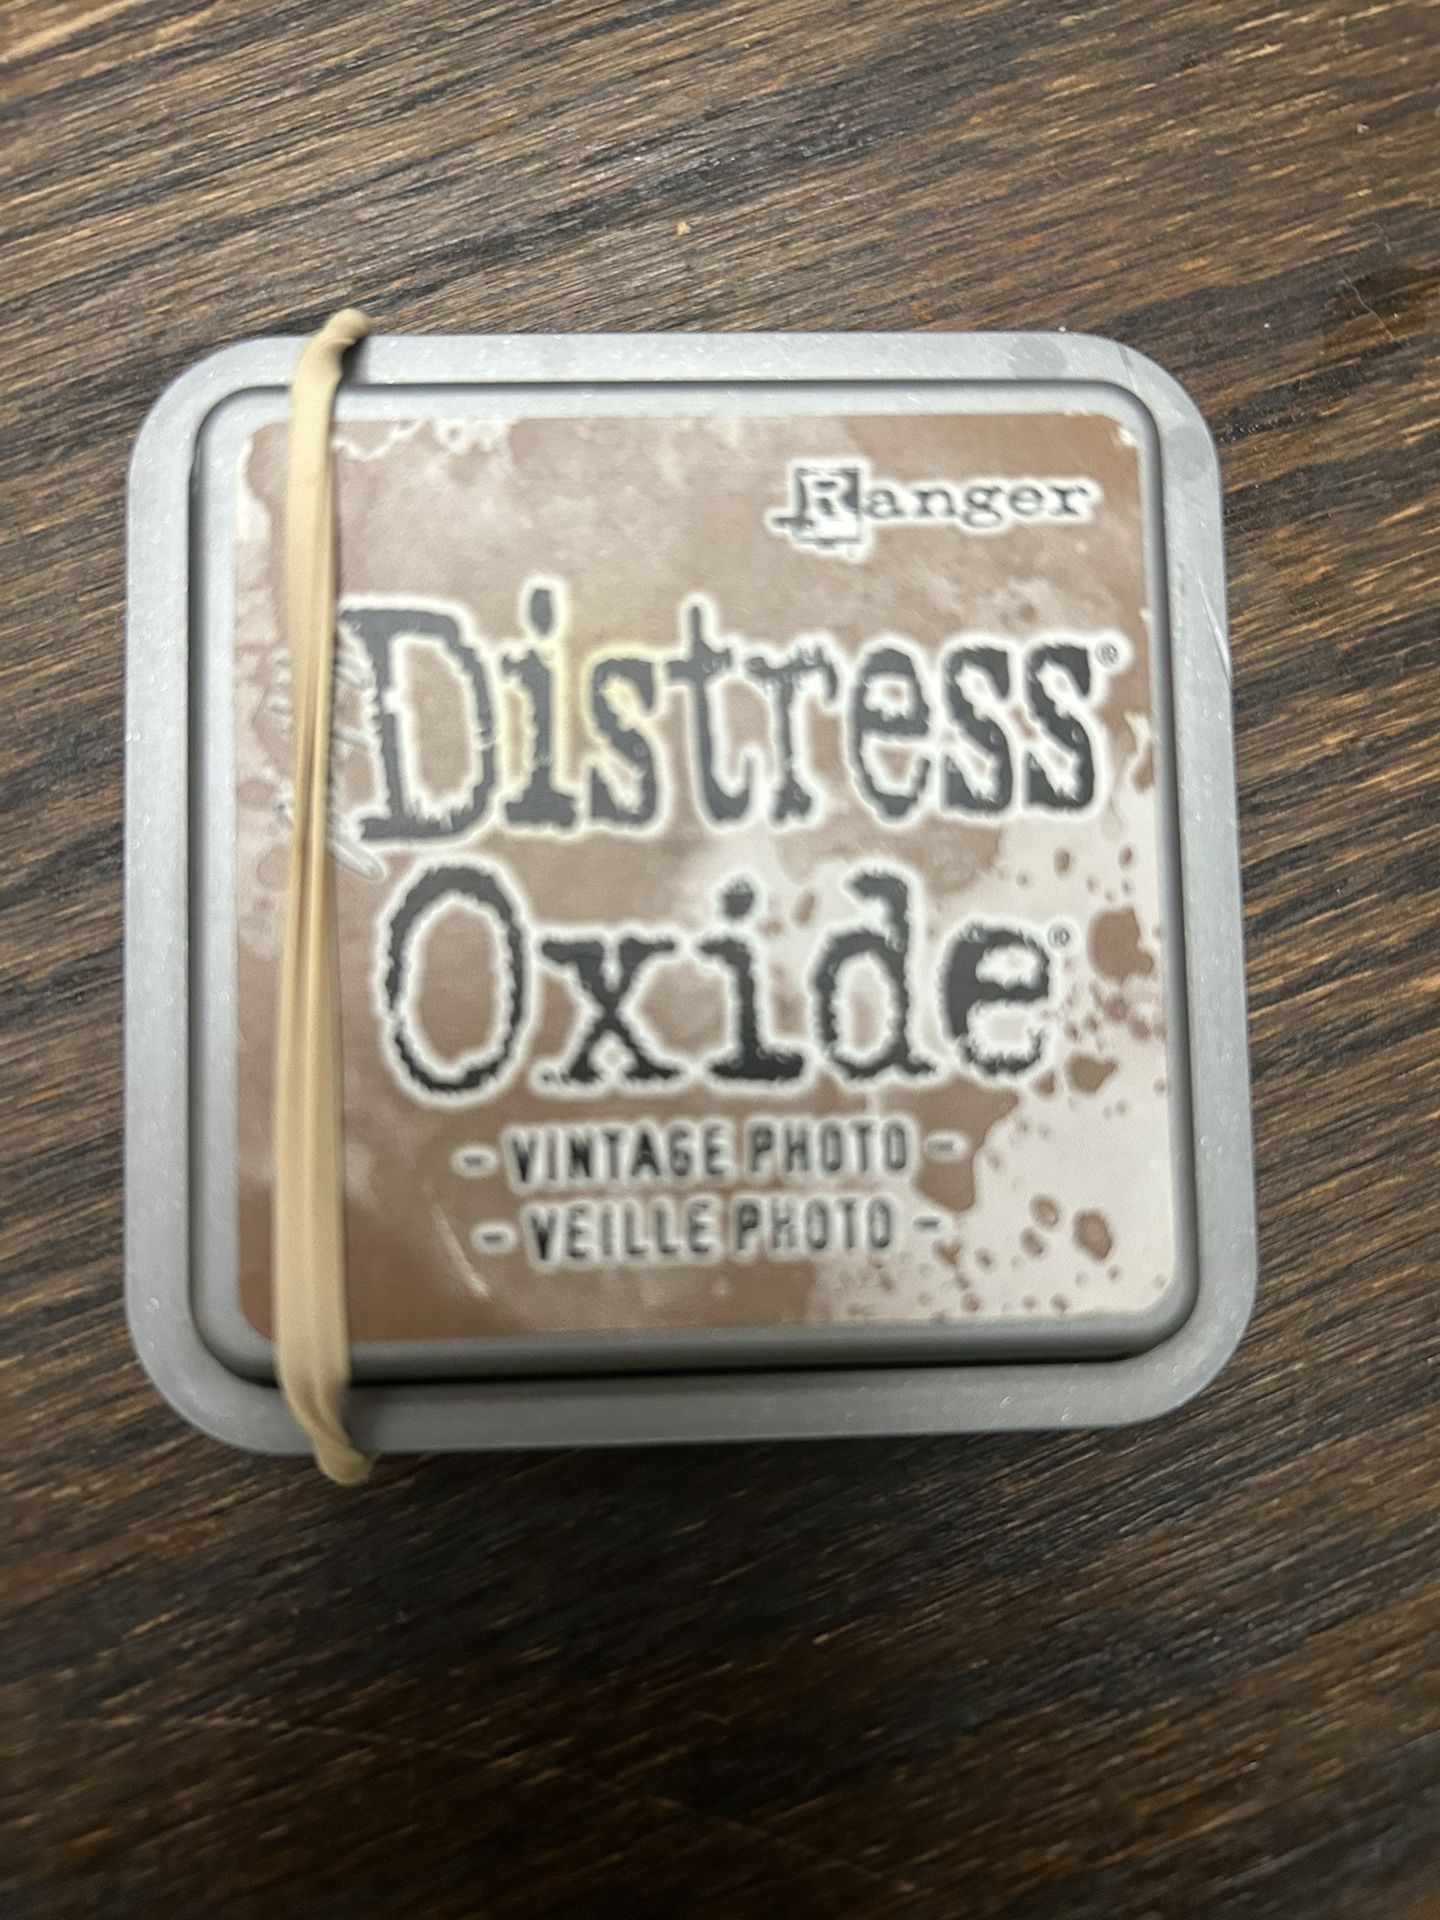 Ranger
Distress®
Oxide®
- VINTAGE PHOTO -
- VEILLE PHOTO -